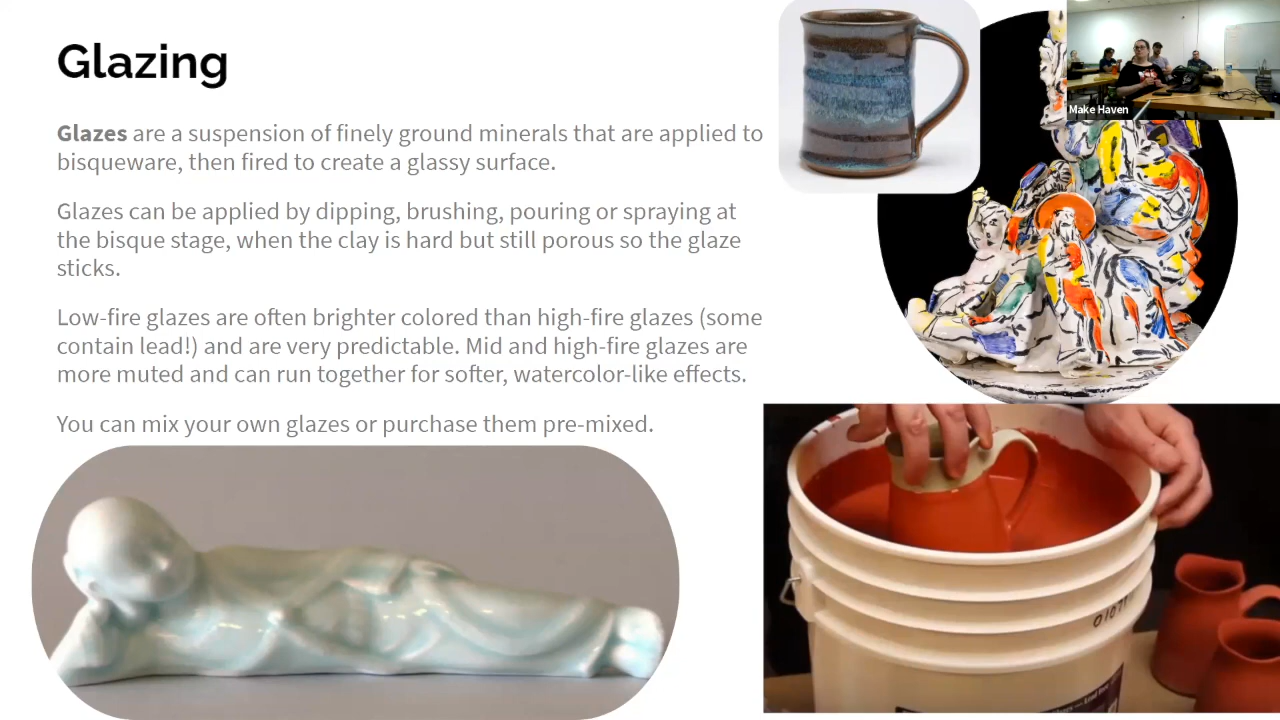 Glazing
Glazes are a suspension of finely ground minerals that are applied to
bisqueware, then fired to create a glassy surface.
Glazes can be applied by dipping, brushing, pouring or spraying at
the bisque stage, when the clay is hard but still porous so the glaze
sticks.
Low-fire glazes are often brighter colored than high-fire glazes (some
contain lead!) and are very predictable. Mid and high-fire glazes are
more muted and can run together for softer, watercolor-like effects.
You can mix your own glazes or purchase them pre-mixed.
Make Haven